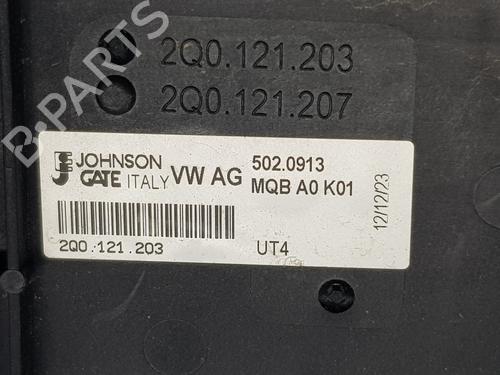 2Q0.121.203
2Q0.121.207
JOHNSON GATE ITALY VW AG
502.0913
MQB A0 K01
12/12/23
2Q0.121.203
UT4
B-PARTS